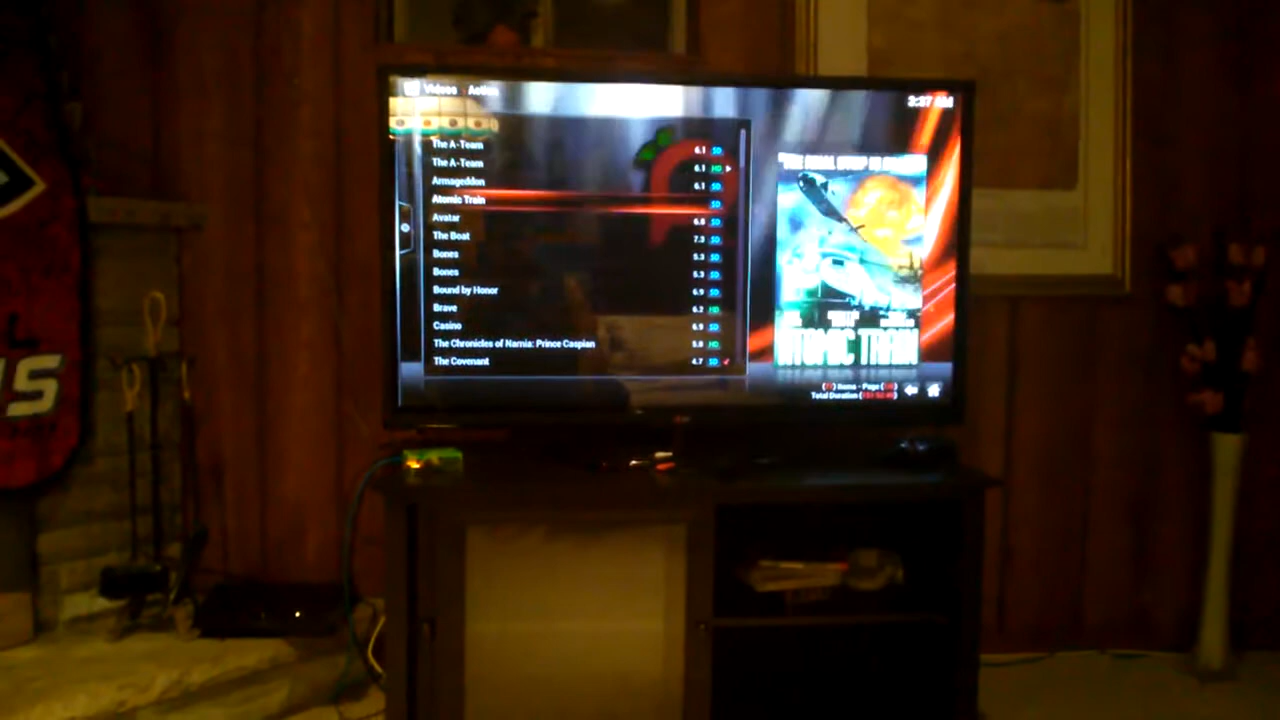 Videos Action
3:37 AM
The A-Team 6.1 SD
The A-Team 6.1 HD
Armageddon 6.1 SD
Atomic Train SD
Avatar 6.8 SD
The Boat 7.3 SD
Bones 5.3 SD
Bones 5.3 SD
Bound by Honor 6.9 SD
Brave 6.2 HD
Casino 6.9 SD
The Chronicles of Narnia: Prince Caspian 5.8 HD
The Covenant 4.7 SD
ATOMIC TRAIN
Items - Page
Total Duration